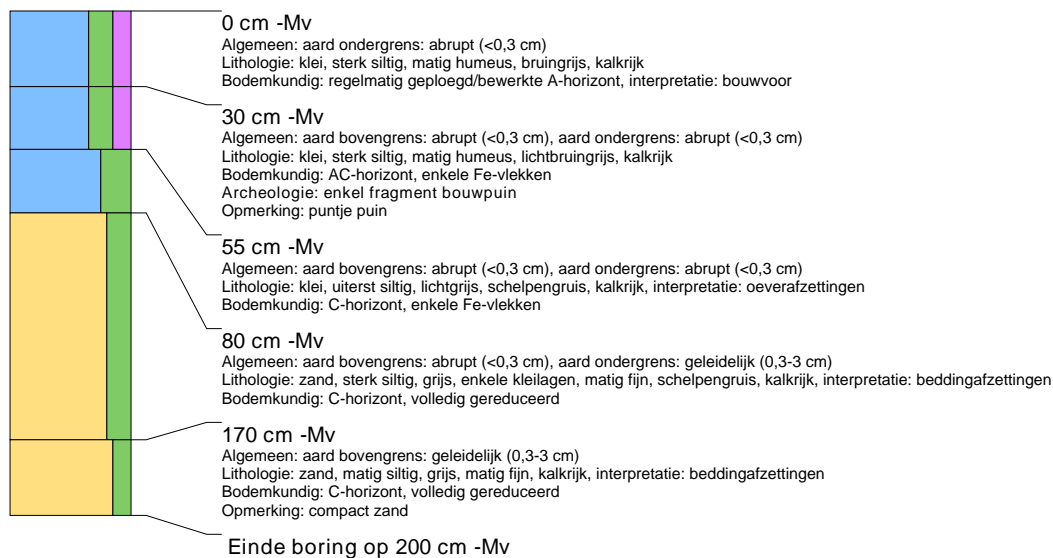 0 cm -Mv
Algemeen: aard ondergrens: abrupt (<0,3 cm)
Lithologie: klei, sterk siltig, matig humeus, bruingrijs, kalkrijk
Bodemkundig: regelmatig geploegd/bewerkte A-horizont, interpretatie: bouwvoor
30 cm -Mv
Algemeen: aard bovengrens: abrupt (<0,3 cm), aard ondergrens: abrupt (<0,3 cm)
Lithologie: klei, sterk siltig, matig humeus, lichtbruingrijs, kalkrijk
Bodemkundig: AC-horizont, enkele Fe-vlekken
Archeologie: enkel fragment bouwpuin
Opmerking: puntje puin
55 cm -Mv
Algemeen: aard bovengrens: abrupt (<0,3 cm), aard ondergrens: abrupt (<0,3 cm)
Lithologie: klei, uiterst siltig, lichtgrijs, schelpengruis, kalkrijk, interpretatie: oeverafzettingen
Bodemkundig: C-horizont, enkele Fe-vlekken
80 cm -Mv
Algemeen: aard bovengrens: abrupt (<0,3 cm), aard ondergrens: geleidelijk (0,3-3 cm)
Lithologie: zand, sterk siltig, grijs, enkele kleilagen, matig fijn, schelpengruis, kalkrijk, interpretatie: beddingafzettingen
Bodemkundig: C-horizont, volledig gereduceerd
170 cm -Mv
Algemeen: aard bovengrens: geleidelijk (0,3-3 cm)
Lithologie: zand, matig siltig, grijs, matig fijn, kalkrijk, interpretatie: beddingafzettingen
Bodemkundig: C-horizont, volledig gereduceerd
Opmerking: compact zand
Einde boring op 200 cm -Mv